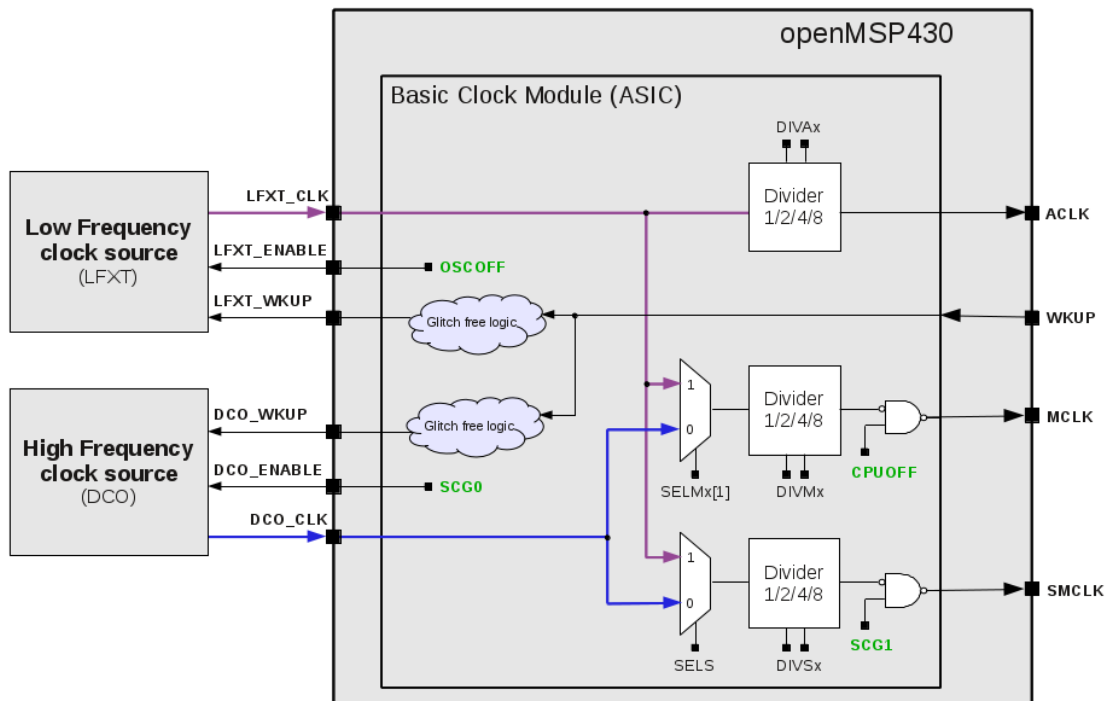 openMSP430
Basic Clock Module (ASIC)
DIVAx
LFXT_CLK
Divider
1/2/4/8
ACLK
Low Frequency
clock source
(LFXT)
LFXT_ENABLE
OSCOFF
LFXT_WKUP
Glitch free logic
WKUP
1
Divider
1/2/4/8
DCO_WKUP
Glitch free logic
0
MCLK
High Frequency
clock source
(DCO)
DCO_ENABLE
SCG0
SELMx[1]
DIVMx
CPUOFF
DCO_CLK
1
Divider
1/2/4/8
0
SMCLK
SELS
DIVSx
SCG1